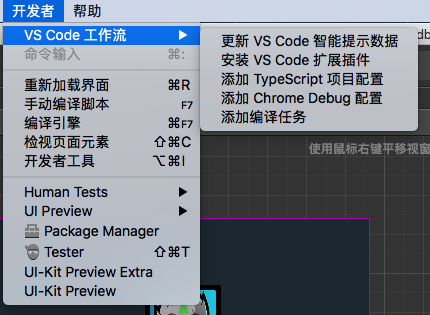 开发者 帮助
VS Code 工作流
命令输入 ⌘:
重新加载界面 ⌘R
手动编译脚本 F7
编译引擎 ⌘F7
检视页面元素 ⇧⌘C
开发者工具 ⌥⌘I
Human Tests
UI Preview
Package Manager
Tester ⇧⌘T
UI-Kit Preview Extra
UI-Kit Preview
更新 VS Code 智能提示数据
安装 VS Code 扩展插件
添加 TypeScript 项目配置
添加 Chrome Debug 配置
添加编译任务
db
使用鼠标右键平移视窗